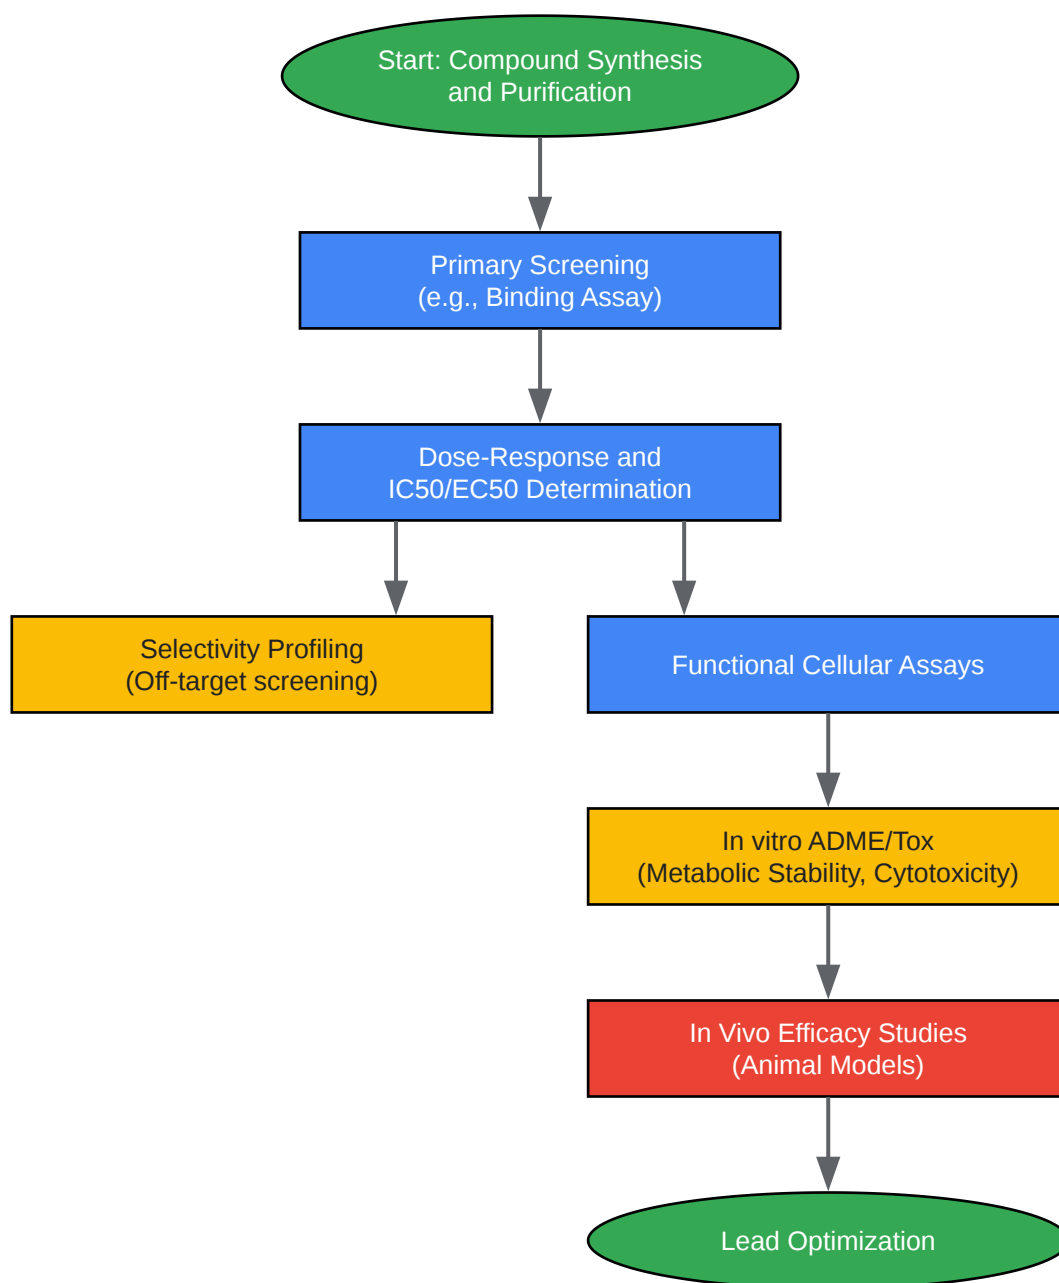 Start: Compound Synthesis
and Purification
Primary Screening
(e.g., Binding Assay)
Dose-Response and
IC50/EC50 Determination
Selectivity Profiling
(Off-target screening)
Functional Cellular Assays
In vitro ADME/Tox
(Metabolic Stability, Cytotoxicity)
In Vivo Efficacy Studies
(Animal Models)
Lead Optimization